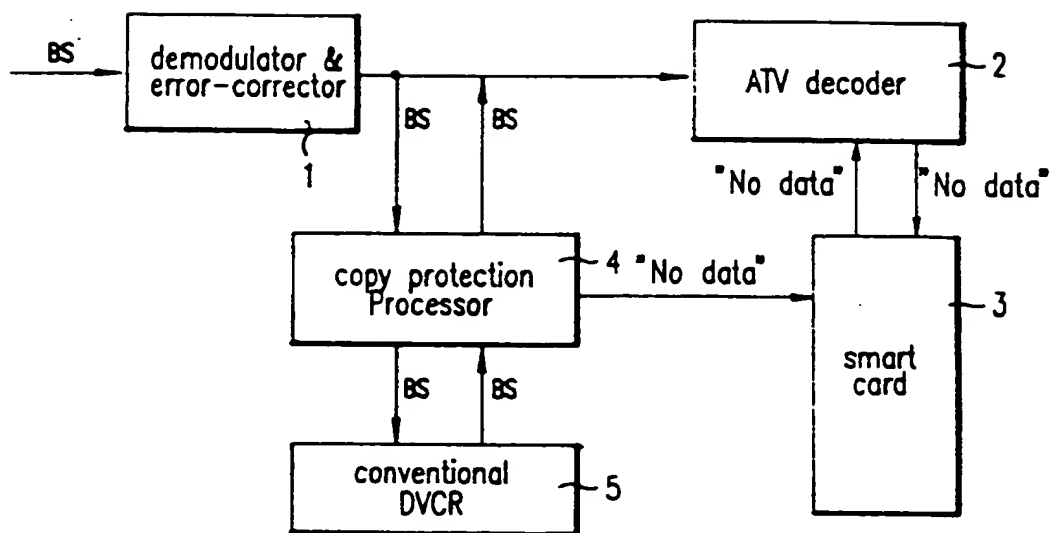 BS
demodulator &
error-corrector
1
ATV decoder
2
BS
BS
"No data"
"No data"
copy protection
Processor
4
"No data"
smart
card
3
BS
BS
conventional
DVCR
5